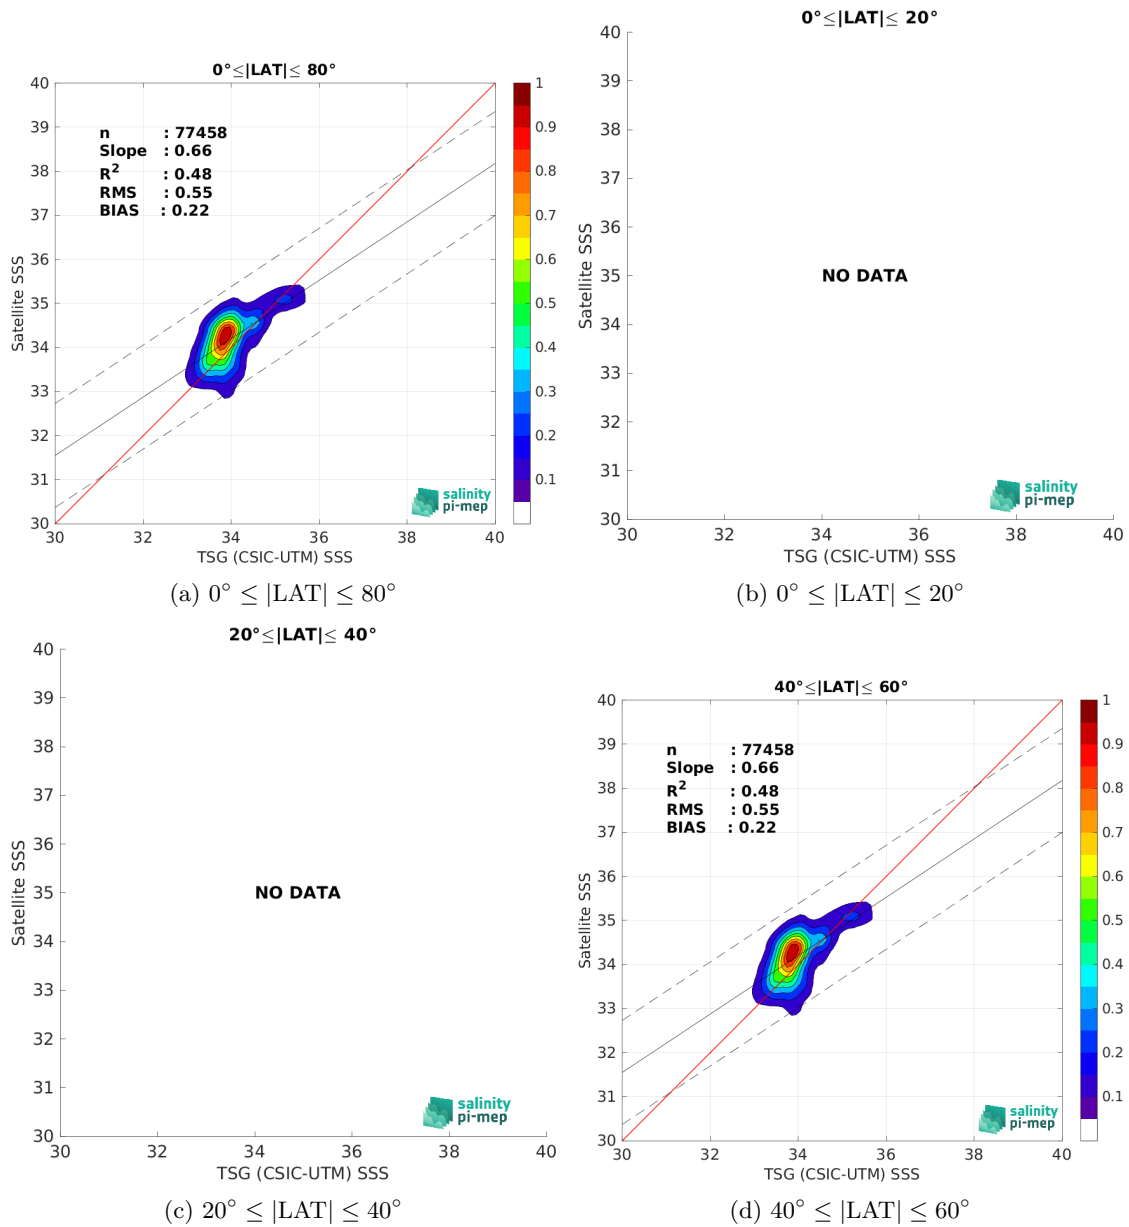 0°≤|LAT|≤ 80°
40
39
38
37
36
35
34
33
32
31
30
Satellite SSS
n : 77458
Slope : 0.66
R² : 0.48
RMS : 0.55
BIAS : 0.22
salinity
pi-mep
30 32 34 36 38 40
TSG (CSIC-UTM) SSS
1
0.9
0.8
0.7
0.6
0.5
0.4
0.3
0.2
0.1
(a) 0° ≤ |LAT| ≤ 80°
0°≤|LAT|≤ 20°
40
39
38
37
36
35
34
33
32
31
30
Satellite SSS
NO DATA
salinity
pi-mep
30 32 34 36 38 40
TSG (CSIC-UTM) SSS
(b) 0° ≤ |LAT| ≤ 20°
20°≤|LAT|≤ 40°
40
39
38
37
36
35
34
33
32
31
30
Satellite SSS
NO DATA
salinity
pi-mep
30 32 34 36 38 40
TSG (CSIC-UTM) SSS
(c) 20° ≤ |LAT| ≤ 40°
40°≤|LAT|≤ 60°
40
39
38
37
36
35
34
33
32
31
30
Satellite SSS
n : 77458
Slope : 0.66
R² : 0.48
RMS : 0.55
BIAS : 0.22
salinity
pi-mep
30 32 34 36 38 40
TSG (CSIC-UTM) SSS
1
0.9
0.8
0.7
0.6
0.5
0.4
0.3
0.2
0.1
(d) 40° ≤ |LAT| ≤ 60°